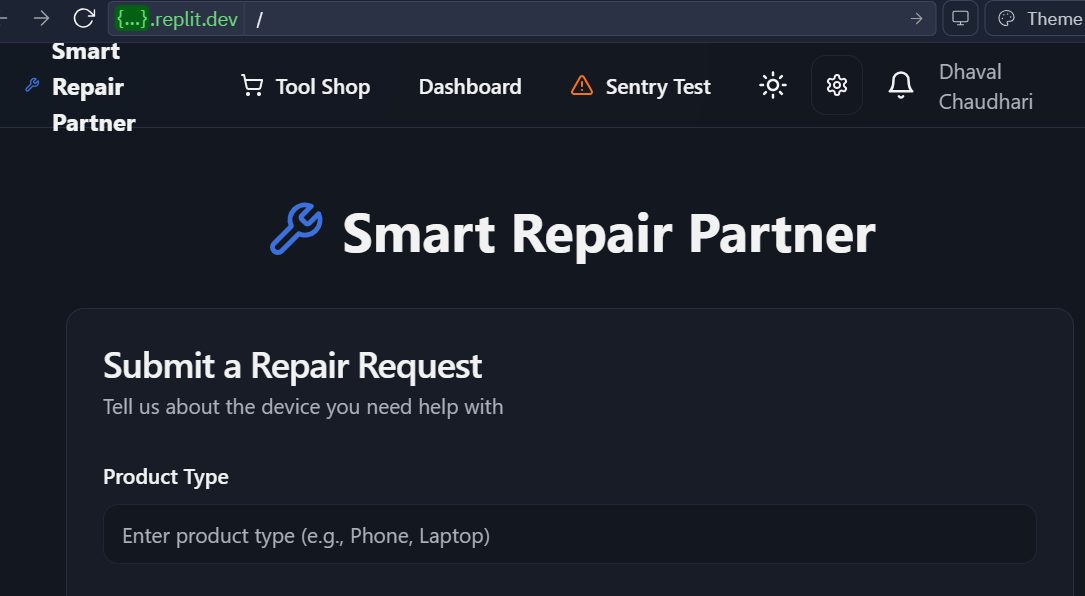 {...}.replit.dev /
Theme
Smart
Repair
Partner
Tool Shop
Dashboard
Sentry Test
Dhaval
Chaudhari
Smart Repair Partner
Submit a Repair Request
Tell us about the device you need help with
Product Type
Enter product type (e.g., Phone, Laptop)